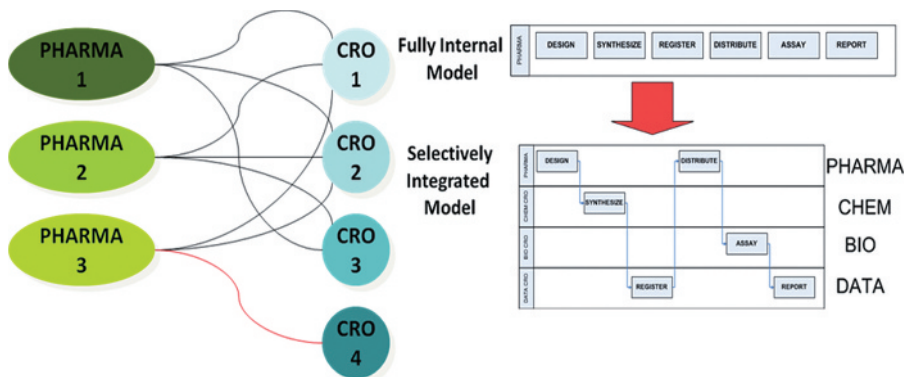 PHARMA
1
PHARMA
2
PHARMA
3
CRO
1
CRO
2
CRO
3
CRO
4
Fully Internal
Model
PHARMA
DESIGN
SYNTHESIZE
REGISTER
DISTRIBUTE
ASSAY
REPORT
Selectively
Integrated
Model
PHARMA
DESIGN
DISTRIBUTE
PHARMA
CHEM CRO
SYNTHESIZE
CHEM
BIO CRO
ASSAY
BIO
DATA CRO
REGISTER
REPORT
DATA